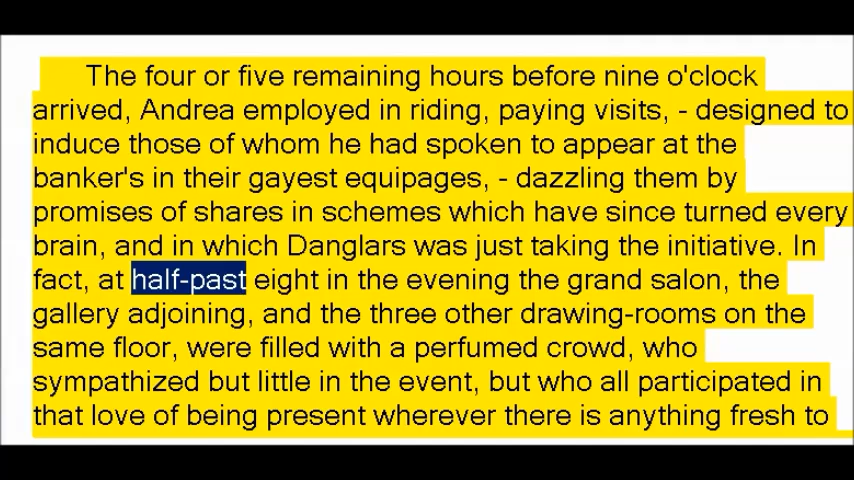 The four or five remaining hours before nine o'clock
arrived, Andrea employed in riding, paying visits, - designed to
induce those of whom he had spoken to appear at the
banker's in their gayest equipages, - dazzling them by
promises of shares in schemes which have since turned every
brain, and in which Danglars was just taking the initiative. In
fact, at half-past eight in the evening the grand salon, the
gallery adjoining, and the three other drawing-rooms on the
same floor, were filled with a perfumed crowd, who
sympathized but little in the event, but who all participated in
that love of being present wherever there is anything fresh to